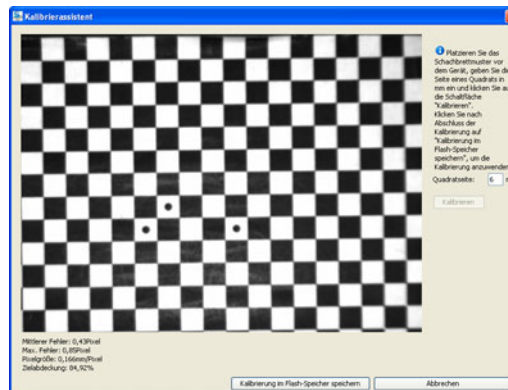 Kalibrierassistent
Platzieren Sie das
Schachbrettmuster vor
dem Gerät, geben Sie die
Seite eines Quadrats in
mm ein und klicken Sie au
die Schaltfläche
"Kalibrieren".
Klicken Sie nach
Abschluss der
Kalibrierung auf
"Kalibrierung im
Flash-Speicher
speichern", um die
Kalibrierung anzuwenden
Quadratseite: 6
Kalibrieren
Mittlerer Fehler: 0,43Pixel
Max. Fehler: 0,85Pixel
Pixelgröße: 0,166mm/Pixel
Zielabdeckung: 84,92%
Kalibrierung im Flash-Speicher speichern
Abbrechen